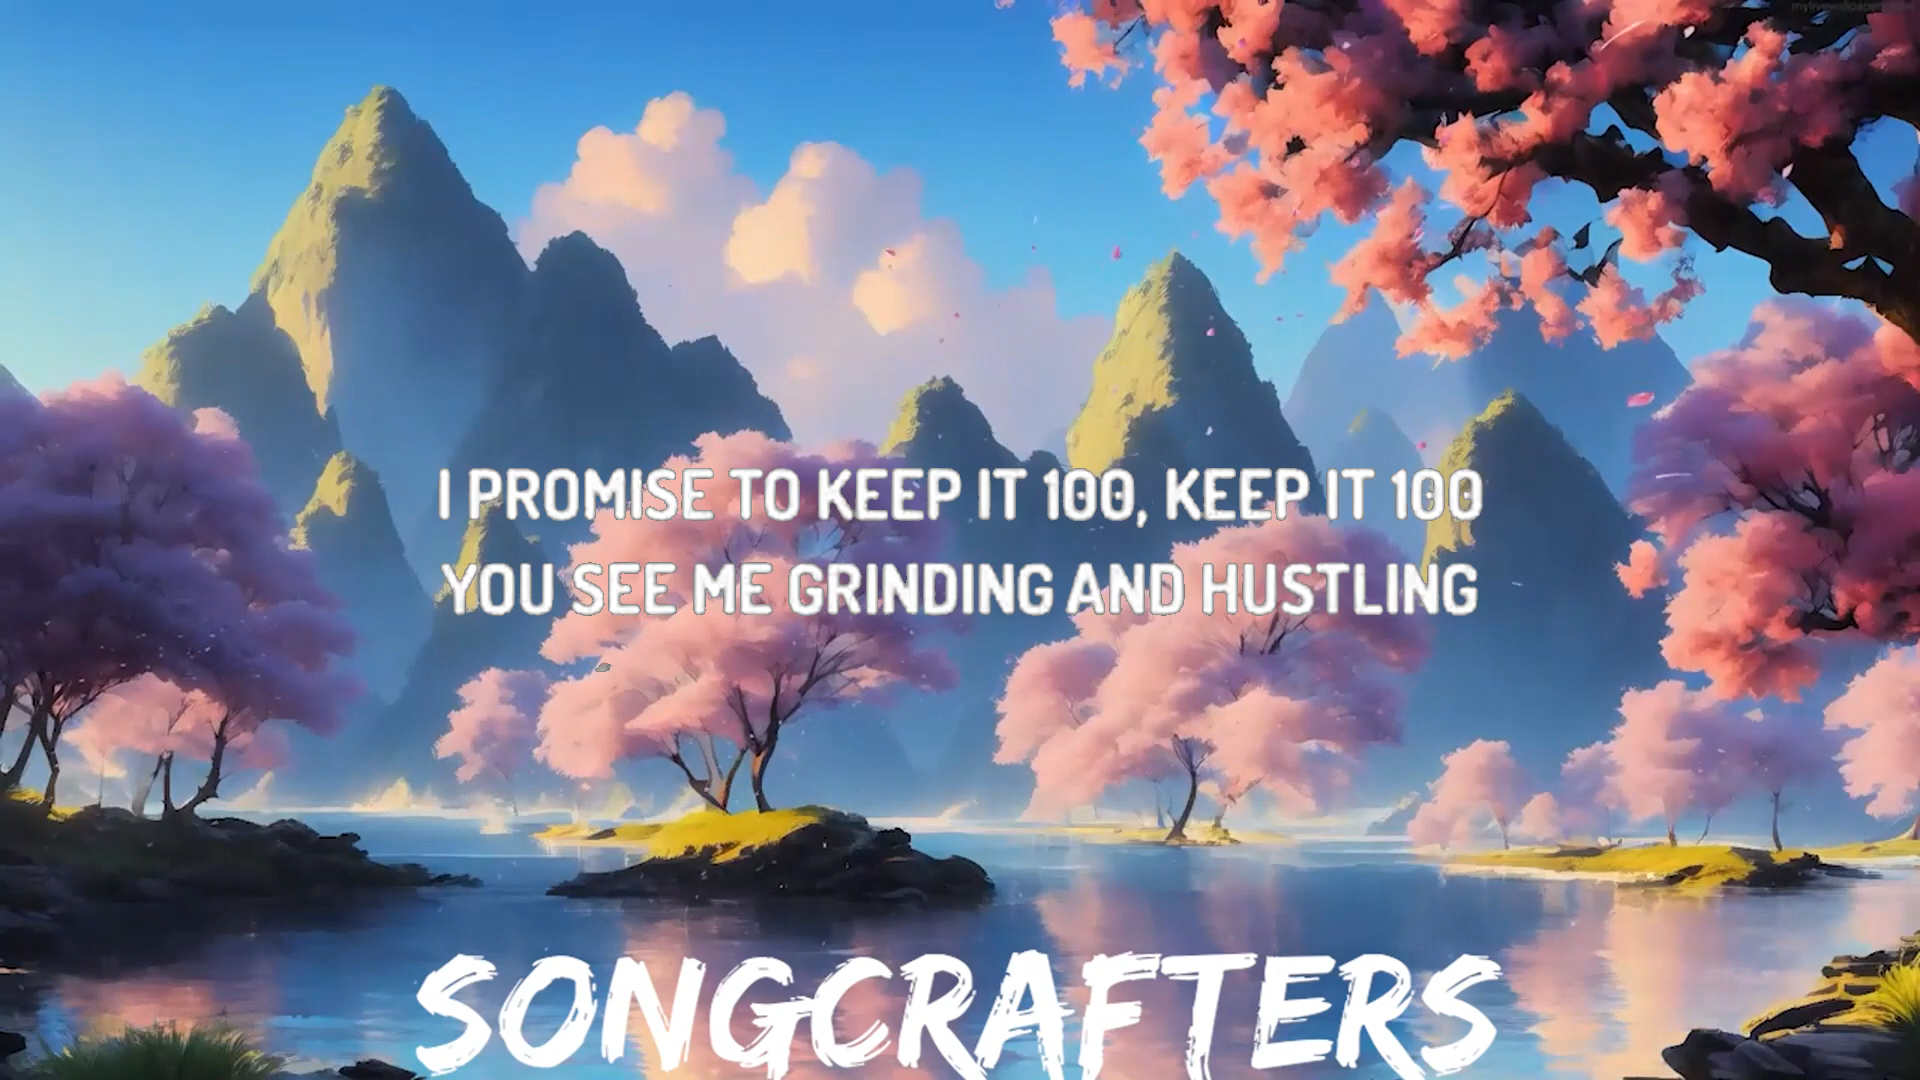 I PROMISE TO KEEP IT 100, KEEP IT 100
YOU SEE ME GRINDING AND HUSTLING
SONGCRAFTERS